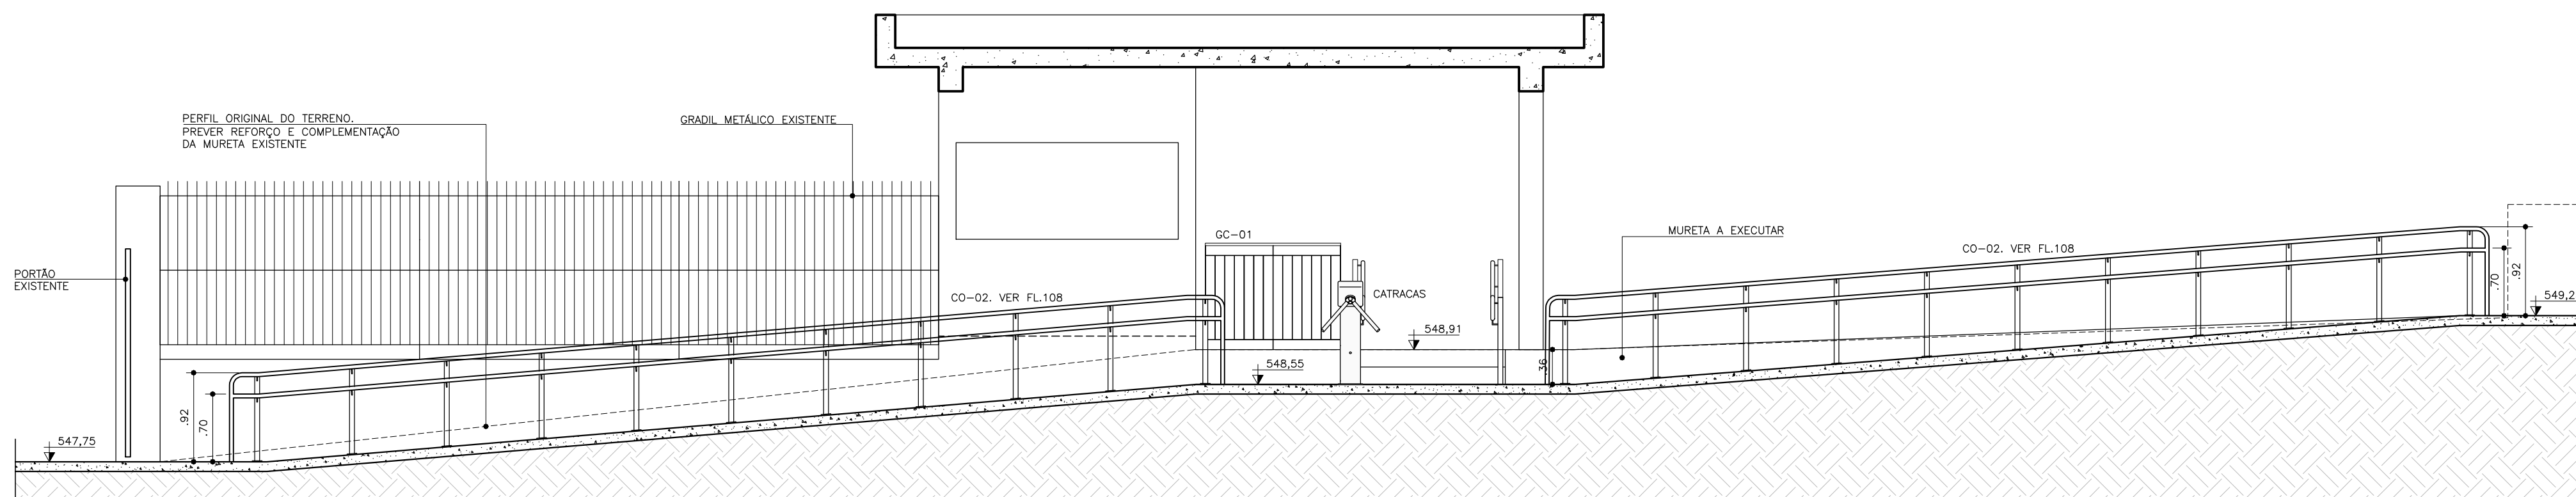 PERFIL ORIGINAL DO TERRENO.
PREVER REFORÇO E COMPLEMENTAÇÃO
DA MURETA EXISTENTE
GRADIL METÁLICO EXISTENTE
PORTÃO
EXISTENTE
GC-01
MURETA A EXECUTAR
CO-02. VER FL.108
CO-02. VER FL.108
CATRACAS
.70
.92
549,2
548,91
548,55
.36
.92
.70
547,75